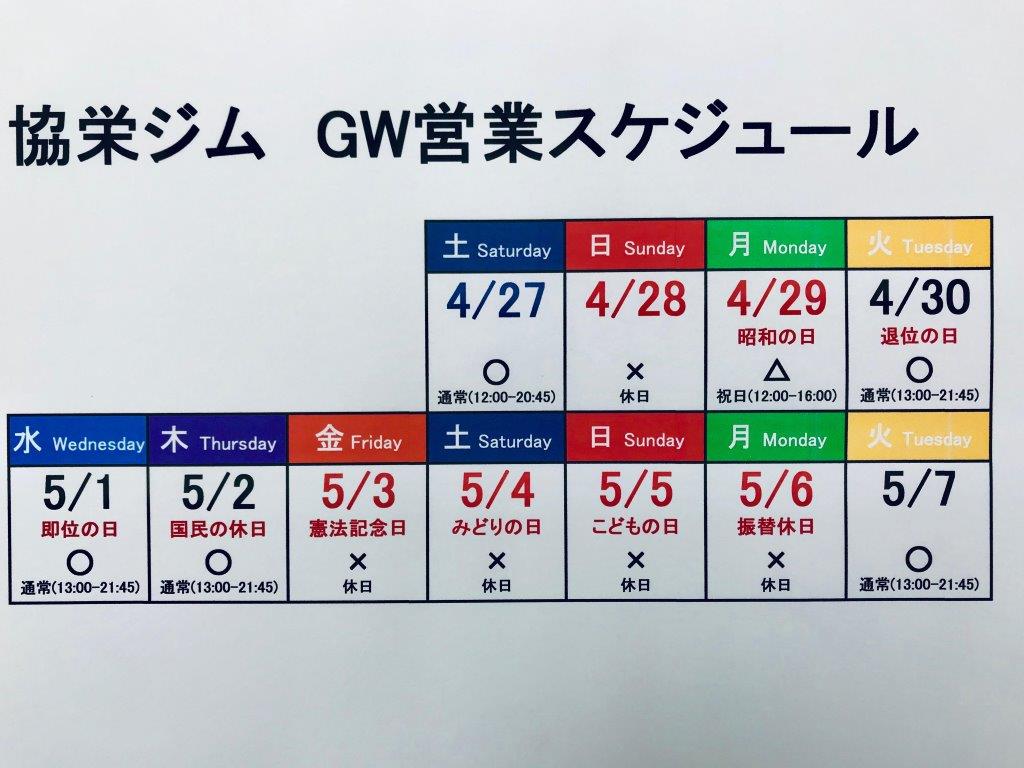 協栄ジム GW営業スケジュール
土 Saturday 日 Sunday 月 Monday 火 Tuesday
4/27 4/28 4/29 4/30
昭和の日 退位の日
○ × △ ○
通常(12:00-20:45) 休日 祝日(12:00-16:00) 通常(13:00-21:45)
水 Wednesday 木 Thursday 金 Friday 土 Saturday 日 Sunday 月 Monday 火 Tuesday
5/1 5/2 5/3 5/4 5/5 5/6 5/7
即位の日 国民の休日 憲法記念日 みどりの日 こどもの日 振替休日
○ ○ × × × × ○
通常(13:00-21:45) 通常(13:00-21:45) 休日 休日 休日 休日 通常(13:00-21:45)